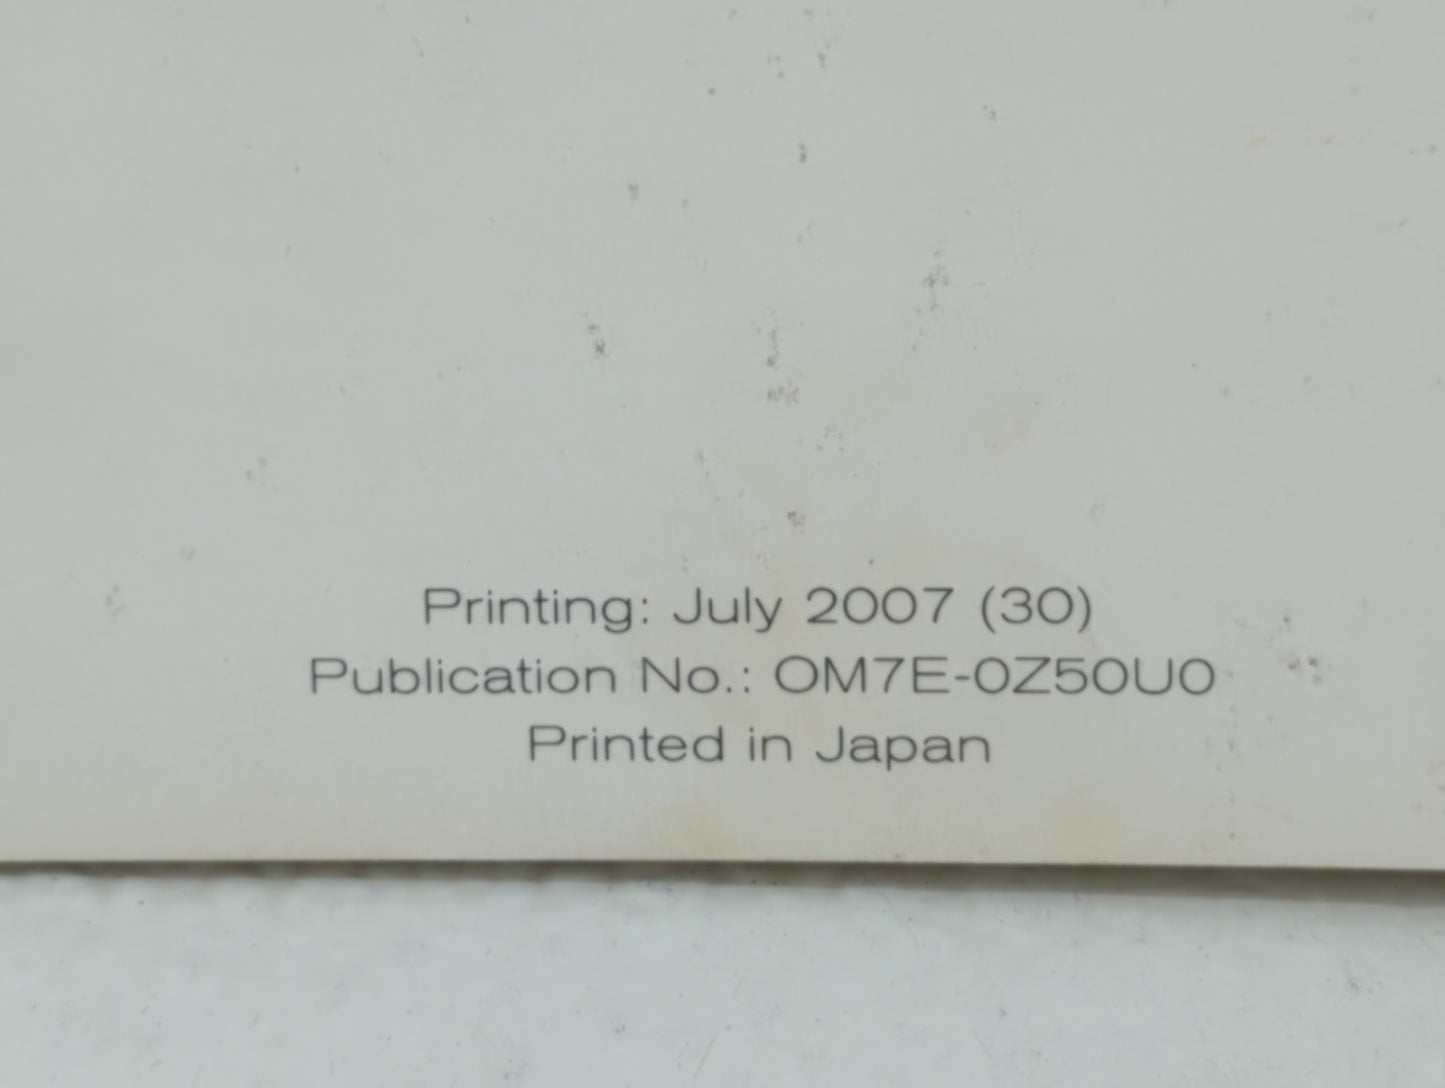 Printing: July 2007 (30)
Publication No.: OM7E-0Z50U0
Printed in Japan